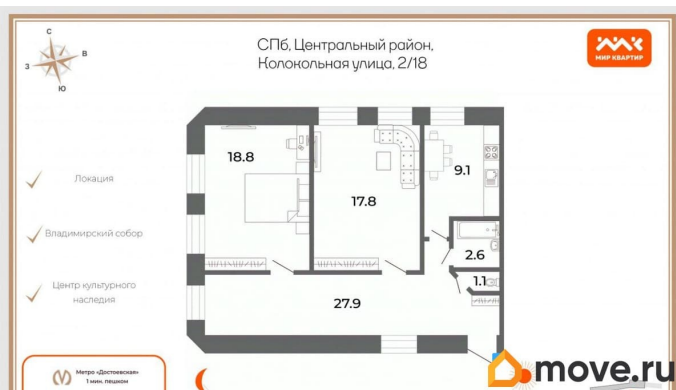 С
В
З
Ю
СПб, Центральный район,
Колокольная улица, 2/18
МИР КВАРТИР
Локация
Владимирский собор
Центр культурного
наследия
18.8
17.8
9.1
2.6
1.1
27.9
Метро «Достоевская»
1 мин. пешком
move.ru